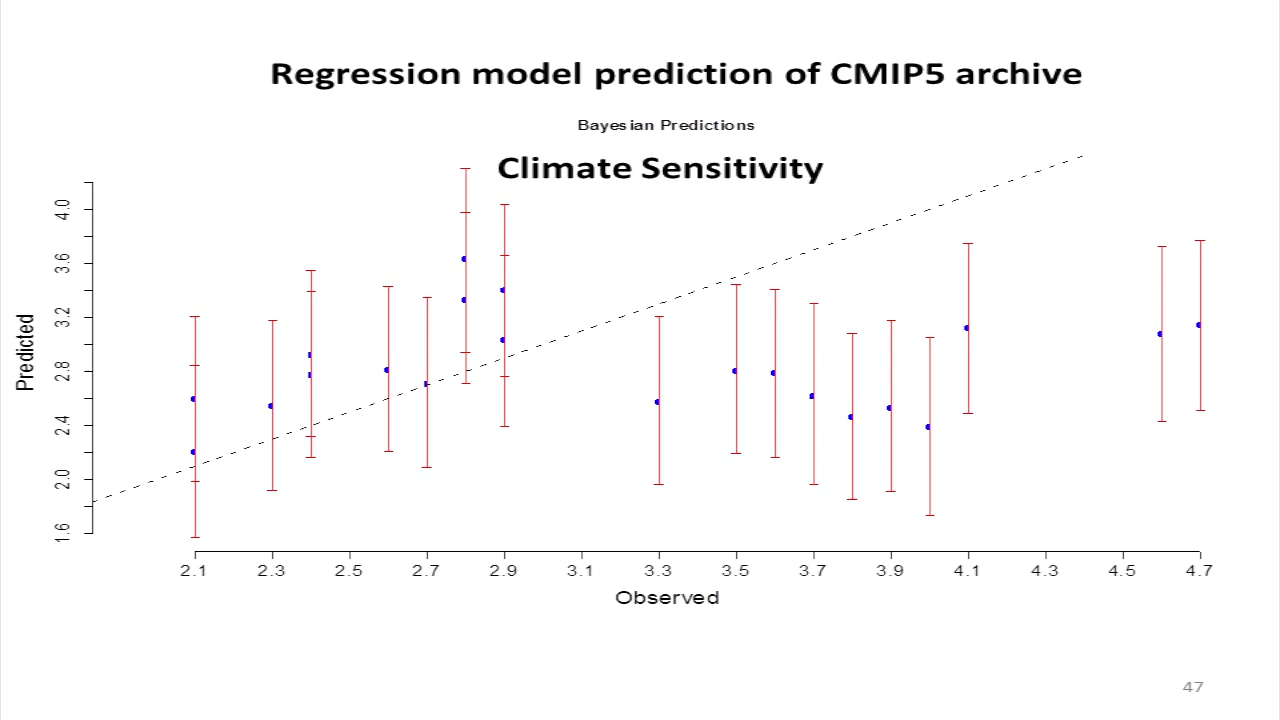 Regression model prediction of CMIP5 archive
Bayesian Predictions
Climate Sensitivity
Predicted
4.0
3.6
3.2
2.8
2.4
2.0
1.6
2.1 2.3 2.5 2.7 2.9 3.1 3.3 3.5 3.7 3.9 4.1 4.3 4.5 4.7
Observed
47